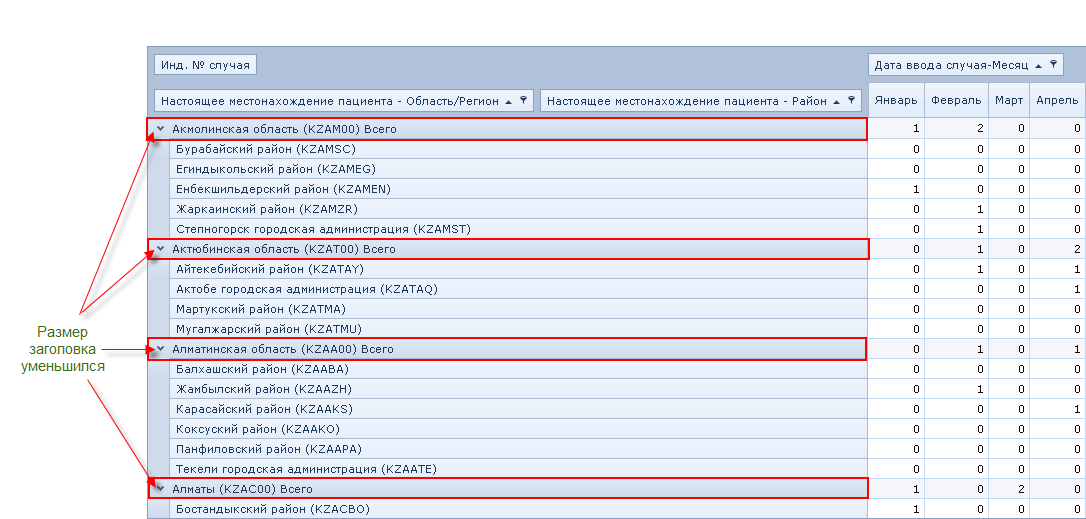 Инд. № случая
Дата ввода случая-Месяц
Настоящее местонахождение пациента - Область/Регион Настоящее местонахождение пациента - Район Январь Февраль Март Апрель
Акмолинская область (KZAM00) Всего 1 2 0 0
Бурабайский район (KZAMSC) 0 0 0 0
Егиндыкольский район (KZAMEG) 0 0 0 0
Енбекшильдерский район (KZAMEN) 1 0 0 0
Жаркаинский район (KZAMZR) 0 1 0 0
Степногорск городская администрация (KZAMST) 0 1 0 0
Актюбинская область (KZAT00) Всего 0 1 0 2
Айтекебийский район (KZATAY) 0 1 0 1
Актобе городская администрация (KZATAQ) 0 0 0 1
Мартукский район (KZATMA) 0 0 0 0
Мугалжарский район (KZATMU) 0 0 0 0
Размер
заголовка
уменьшился
Алматинская область (KZAA00) Всего 0 1 0 1
Балхашский район (KZAABA) 0 0 0 0
Жамбылский район (KZAAZH) 0 1 0 0
Карасайский район (KZAAKS) 0 0 0 1
Коксуский район (KZAAKO) 0 0 0 0
Панфиловский район (KZAAPA) 0 0 0 0
Текели городская администрация (KZAATE) 0 0 0 0
Алматы (KZAC00) Всего 1 0 2 0
Бостандыкский район (KZACBO) 1 0 0 0